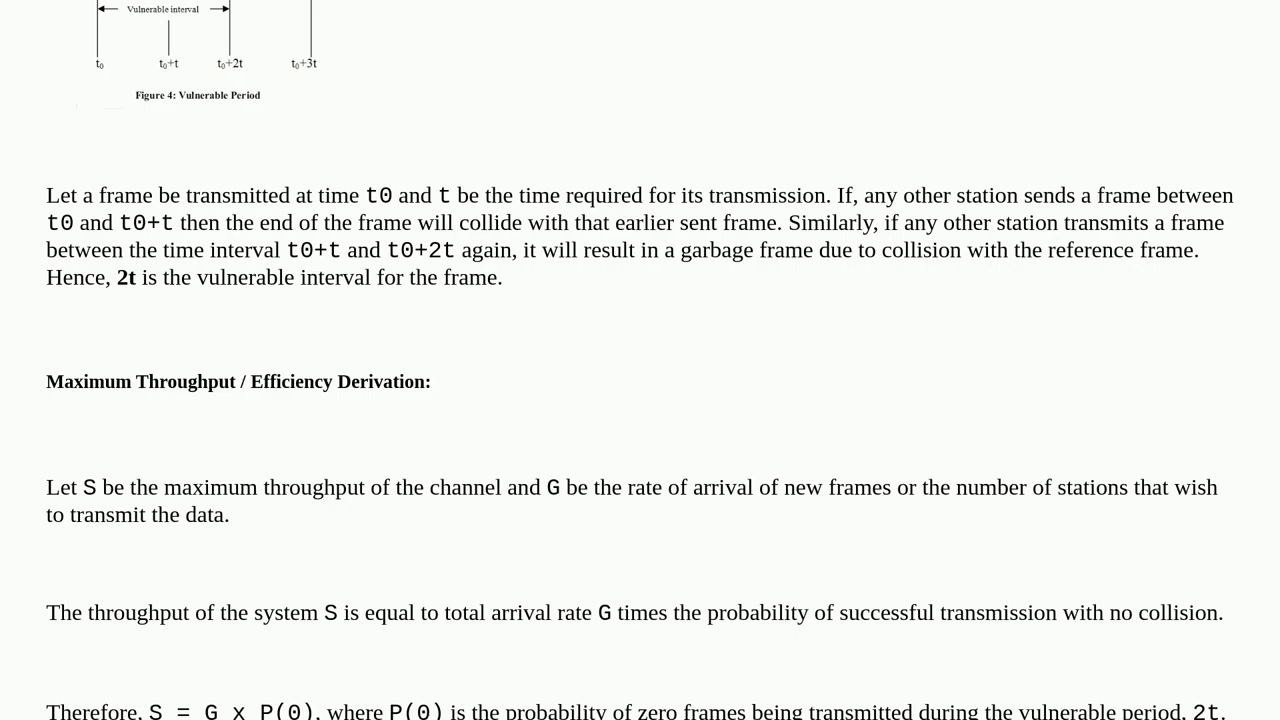 Vulnerable interval
t₀ t₀+t t₀+2t t₀+3t
Figure 4: Vulnerable Period
Let a frame be transmitted at time t0 and t be the time required for its transmission. If, any other station sends a frame between
t0 and t0+t then the end of the frame will collide with that earlier sent frame. Similarly, if any other station transmits a frame
between the time interval t0+t and t0+2t again, it will result in a garbage frame due to collision with the reference frame.
Hence, 2t is the vulnerable interval for the frame.
Maximum Throughput / Efficiency Derivation:
Let S be the maximum throughput of the channel and G be the rate of arrival of new frames or the number of stations that wish
to transmit the data.
The throughput of the system S is equal to total arrival rate G times the probability of successful transmission with no collision.
Therefore, S = G x P(0), where P(0) is the probability of zero frames being transmitted during the vulnerable period, 2t.